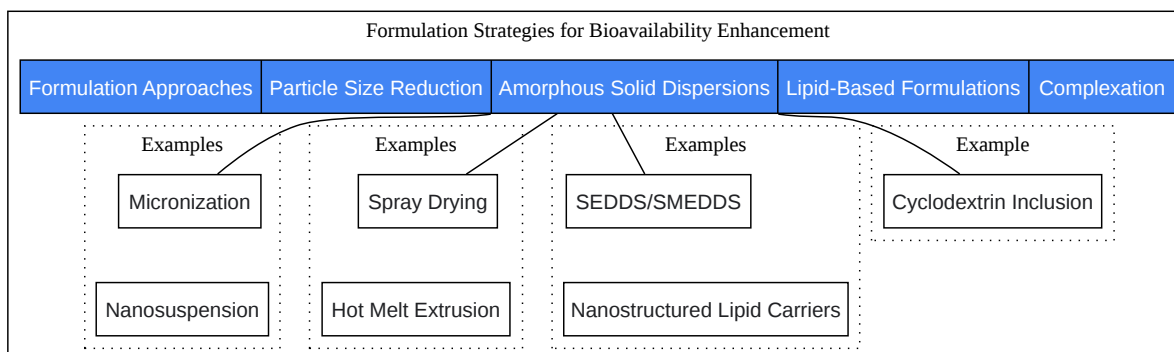 Formulation Strategies for Bioavailability Enhancement
Formulation Approaches
Particle Size Reduction
Amorphous Solid Dispersions
Lipid-Based Formulations
Complexation
Examples
Micronization
Nanosuspension
Examples
Spray Drying
Hot Melt Extrusion
Examples
SEDDS/SMEDDS
Nanostructured Lipid Carriers
Example
Cyclodextrin Inclusion